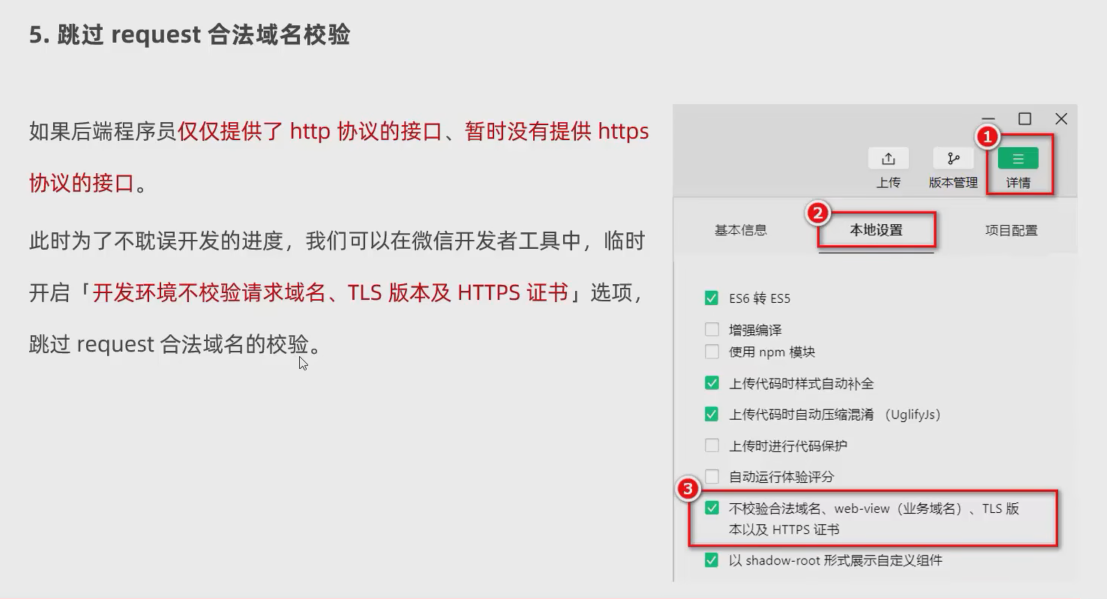 5. 跳过 request 合法域名校验
如果后端程序员仅仅提供了 http 协议的接口、暂时没有提供 https
协议的接口。
此时为了不耽误开发的进度，我们可以在微信开发者工具中，临时
开启「开发环境不校验请求域名、TLS 版本及 HTTPS 证书」选项，
跳过 request 合法域名的校验。
1
上传 版本管理 详情
2
基本信息 本地设置 项目配置
ES6 转 ES5
增强编译
使用 npm 模块
上传代码时样式自动补全
上传代码时自动压缩混淆 （UglifyJs）
上传时进行代码保护
自动运行体验评分
3
不校验合法域名、web-view（业务域名）、TLS 版
本以及 HTTPS 证书
以 shadow-root 形式展示自定义组件